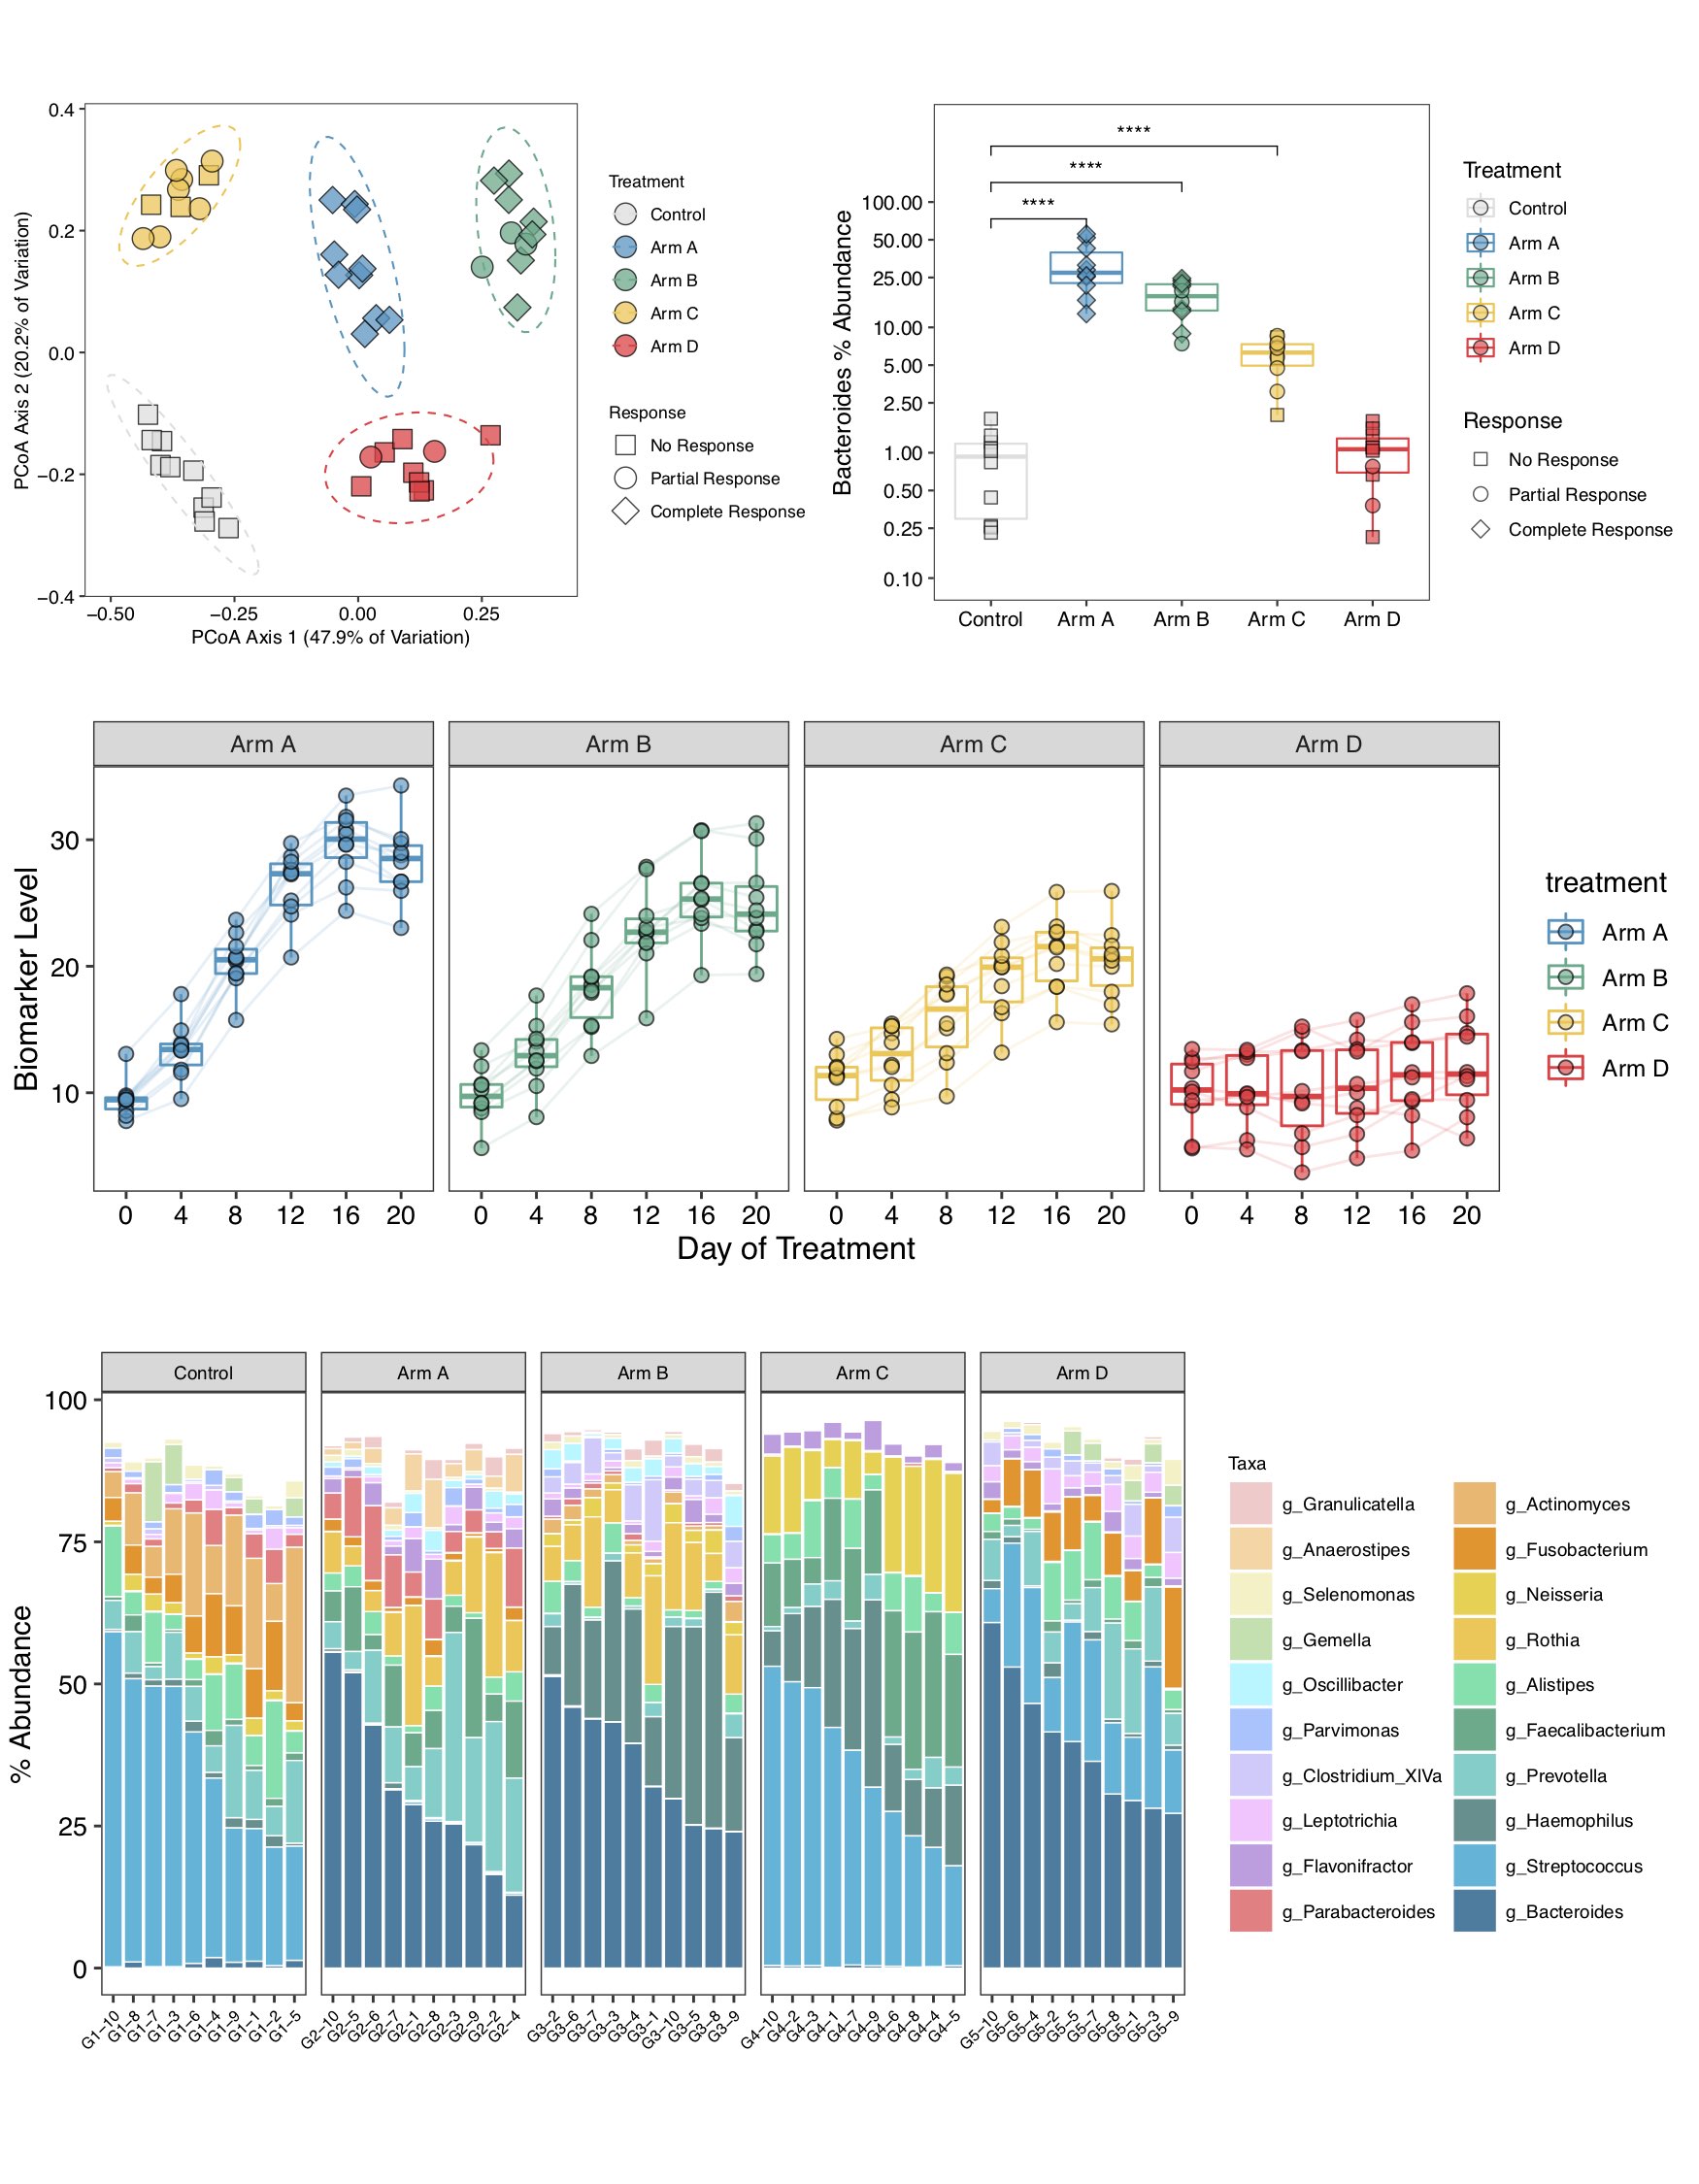 0.4
0.2
0.0
−0.2
−0.4
PCoA Axis 2 (20.2% of Variation)
−0.50 −0.25 0.00 0.25
PCoA Axis 1 (47.9% of Variation)
Treatment
Control
Arm A
Arm B
Arm C
Arm D
Response
No Response
Partial Response
Complete Response
**** 
****
****
100.00
50.00
25.00
10.00
5.00
2.50
1.00
0.50
0.25
0.10
Bacteroides % Abundance
Control Arm A Arm B Arm C Arm D
Treatment
Control
Arm A
Arm B
Arm C
Arm D
Response
No Response
Partial Response
Complete Response
Arm A Arm B Arm C Arm D
30
20
10
Biomarker Level
0 4 8 12 16 20 0 4 8 12 16 20 0 4 8 12 16 20 0 4 8 12 16 20
Day of Treatment
treatment
Arm A
Arm B
Arm C
Arm D
Control Arm A Arm B Arm C Arm D
100
75
50
25
0
% Abundance
G1−10 G1−8 G1−7 G1−3 G1−6 G1−4 G1−9 G1−1 G1−2 G1−5 G2−10 G2−5 G2−6 G2−7 G2−1 G2−8 G2−3 G2−9 G2−2 G2−4 G3−2 G3−6 G3−7 G3−3 G3−4 G3−1 G3−10 G3−5 G3−8 G3−9 G4−10 G4−2 G4−3 G4−1 G4−7 G4−9 G4−6 G4−8 G4−4 G4−5 G5−10 G5−6 G5−4 G5−2 G5−5 G5−7 G5−8 G5−1 G5−3 G5−9
Taxa
g_Granulicatella g_Actinomyces
g_Anaerostipes g_Fusobacterium
g_Selenomonas g_Neisseria
g_Gemella g_Rothia
g_Oscillibacter g_Alistipes
g_Parvimonas g_Faecalibacterium
g_Clostridium_XlVa g_Prevotella
g_Leptotrichia g_Haemophilus
g_Flavonifractor g_Streptococcus
g_Parabacteroides g_Bacteroides